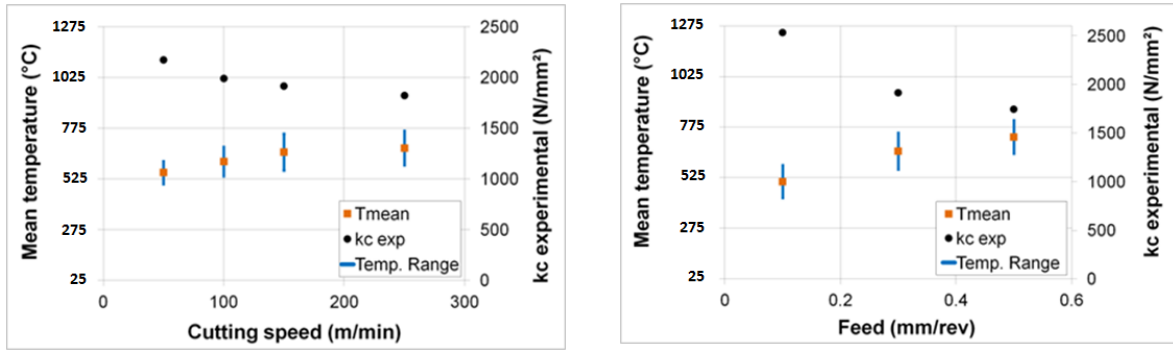 Mean temperature (°C)
1275
1025
775
525
275
25
0
100
200
300
Cutting speed (m/min)
2500
2000
1500
1000
500
0
kc experimental (N/mm²)
Tmean
kc exp
Temp. Range
Mean temperature (°C)
1275
1025
775
525
275
25
0
0.2
0.4
0.6
Feed (mm/rev)
2500
2000
1500
1000
500
0
kc experimental (N/mm²)
Tmean
kc exp
Temp. Range